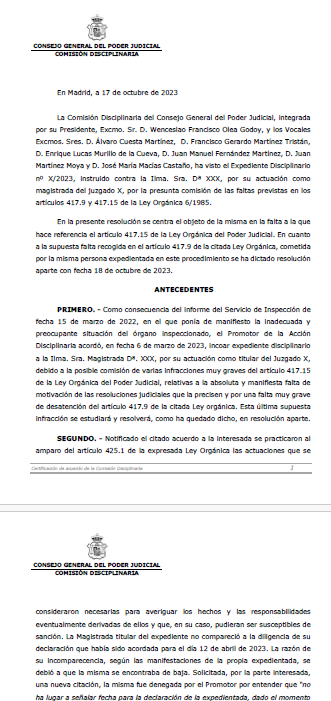 CONSEJO GENERAL DEL PODER JUDICIAL
COMISIÓN DISCIPLINARIA
En Madrid, a 17 de octubre de 2023
La Comisión Disciplinaria del Consejo General del Poder Judicial, integrada
por su Presidente, Excmo. Sr. D. Wenceslao Francisco Olea Godoy, y los Vocales
Excmos. Sres. D. Álvaro Cuesta Martínez, D. Francisco Gerardo Martínez Tristán,
D. Enrique Lucas Murillo de la Cueva, D. Juan Manuel Fernández Martínez, D. Juan
Martínez Moya y D. José María Macías Castaño, ha visto el Expediente Disciplinario
nº X/2023, instruido contra la Ilma. Sra. Dª XXX, por su actuación como
magistrada del juzgado X, por la presunta comisión de las faltas previstas en los
artículos 417.9 y 417.15 de la Ley Orgánica 6/1985.
En la presente resolución se centra el objeto de la misma en la falta a la que
hace referencia el artículo 417.15 de la Ley Orgánica del Poder Judicial. En cuanto
a la supuesta falta recogida en el artículo 417.9 de la citada Ley Orgánica, cometida
por la misma persona expedientada en este procedimiento se ha dictado resolución
aparte con fecha 18 de octubre de 2023.
ANTECEDENTES
PRIMERO. – Como consecuencia del informe del Servicio de Inspección de
fecha 15 de marzo de 2022, en el que ponía de manifiesto la inadecuada y
preocupante situación del órgano inspeccionado, el Promotor de la Acción
Disciplinaria acordó, en fecha 6 de marzo de 2023, incoar expediente disciplinario
a la Ilma. Sra. Magistrada Dª. XXX, por su actuación como titular del Juzgado X,
debido a la posible comisión de varias infracciones muy graves del artículo 417.15
de la Ley Orgánica del Poder Judicial, relativas a la absoluta y manifiesta falta de
motivación de las resoluciones judiciales que la precisen y por una falta muy grave
de desatención del artículo 417.9 de la citada Ley orgánica. Esta última supuesta
infracción se estudiará y resolverá, como ha quedado dicho, en resolución aparte.
SEGUNDO. – Notificado el citado acuerdo a la interesada se practicaron al
amparo del artículo 425.1 de la expresada Ley Orgánica las actuaciones que se
Certificación de acuerdo de la Comisión Disciplinaria 1
CONSEJO GENERAL DEL PODER JUDICIAL
COMISIÓN DISCIPLINARIA
consideraron necesarias para averiguar los hechos y las responsabilidades
eventualmente derivadas de ellos y que, en su caso, pudieran ser susceptibles de
sanción. La Magistrada titular del expediente no compareció a la diligencia de su
declaración que había sido acordada para el día 12 de abril de 2023. La razón de
su incomparecencia, según las manifestaciones de la propia expedientada, se
debió a que la misma se encontraba de baja. Solicitada, por la parte interesada,
una nueva citación, la misma fue denegada por el Promotor por entender que "no
ha lugar a señalar fecha para la declaración de la expedientada, dado el momento